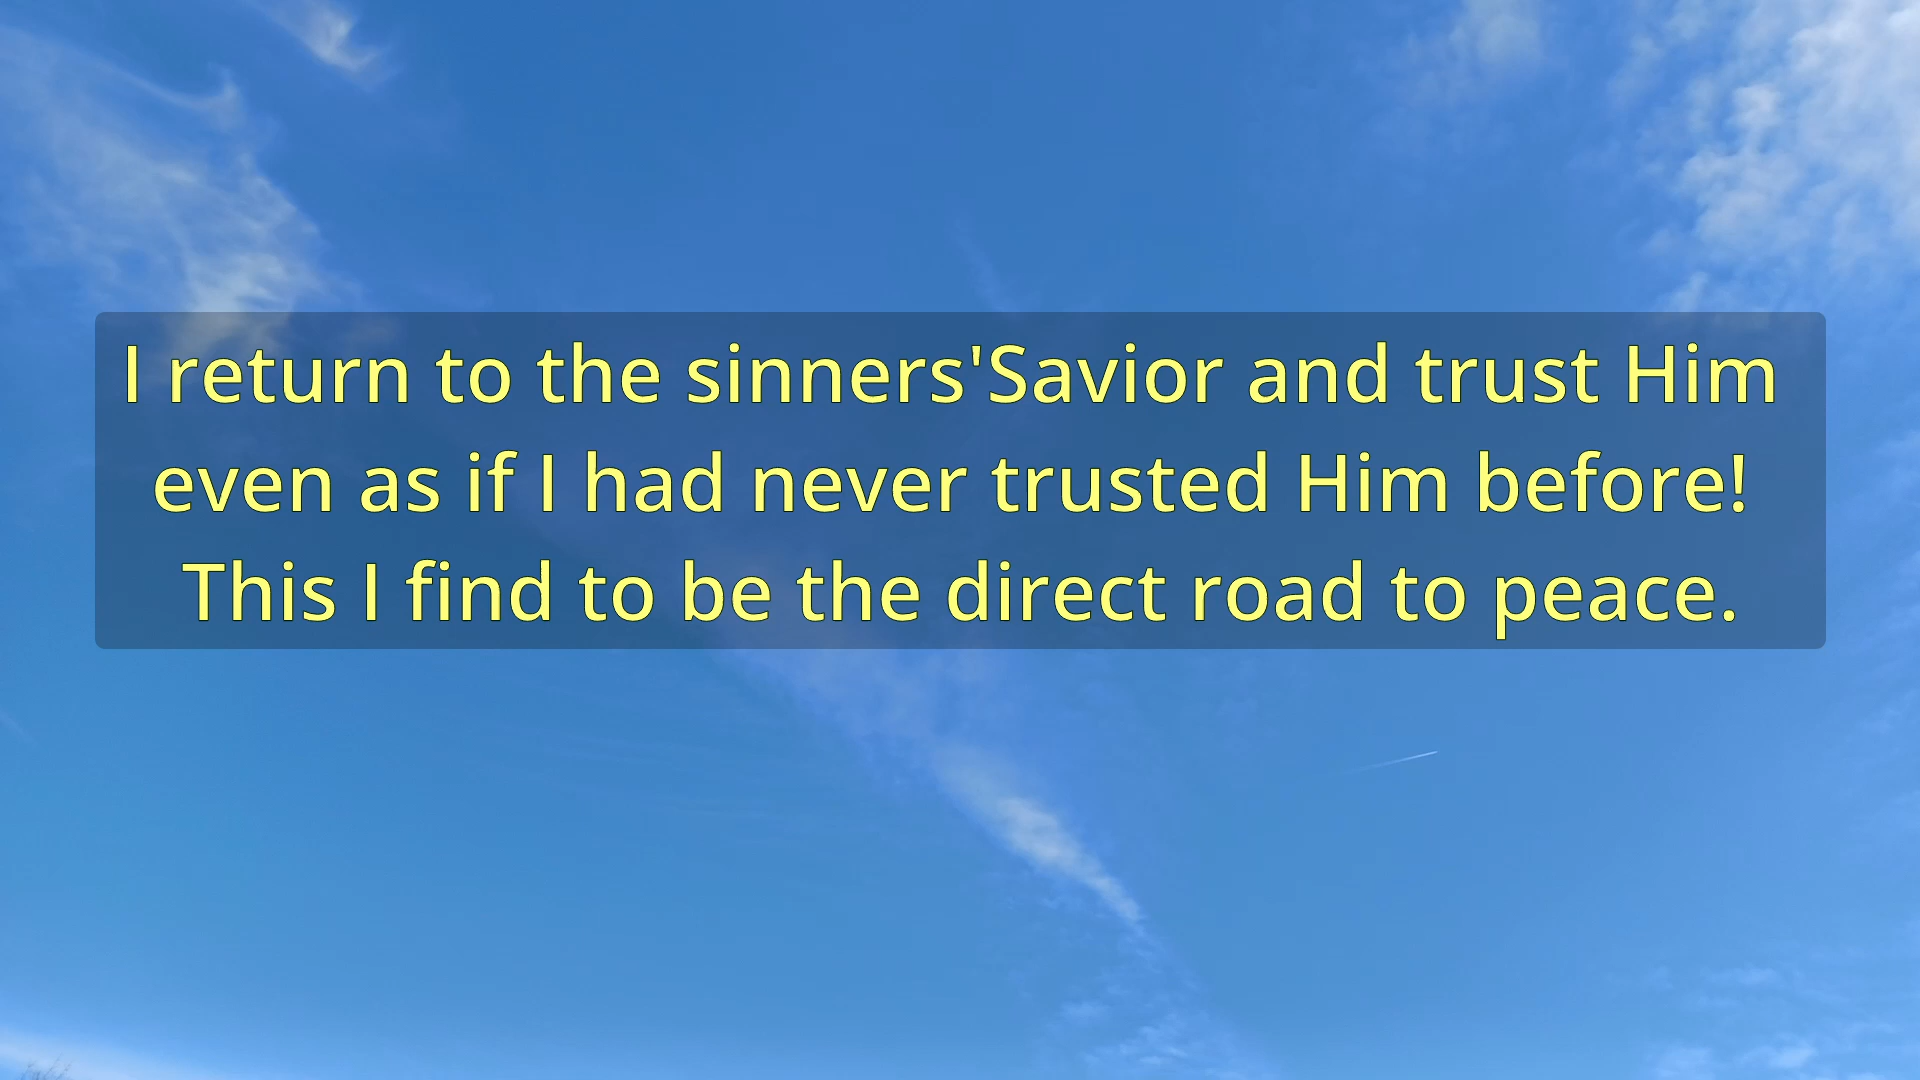 I return to the sinners'Savior and trust Him
even as if I had never trusted Him before!
This I find to be the direct road to peace.